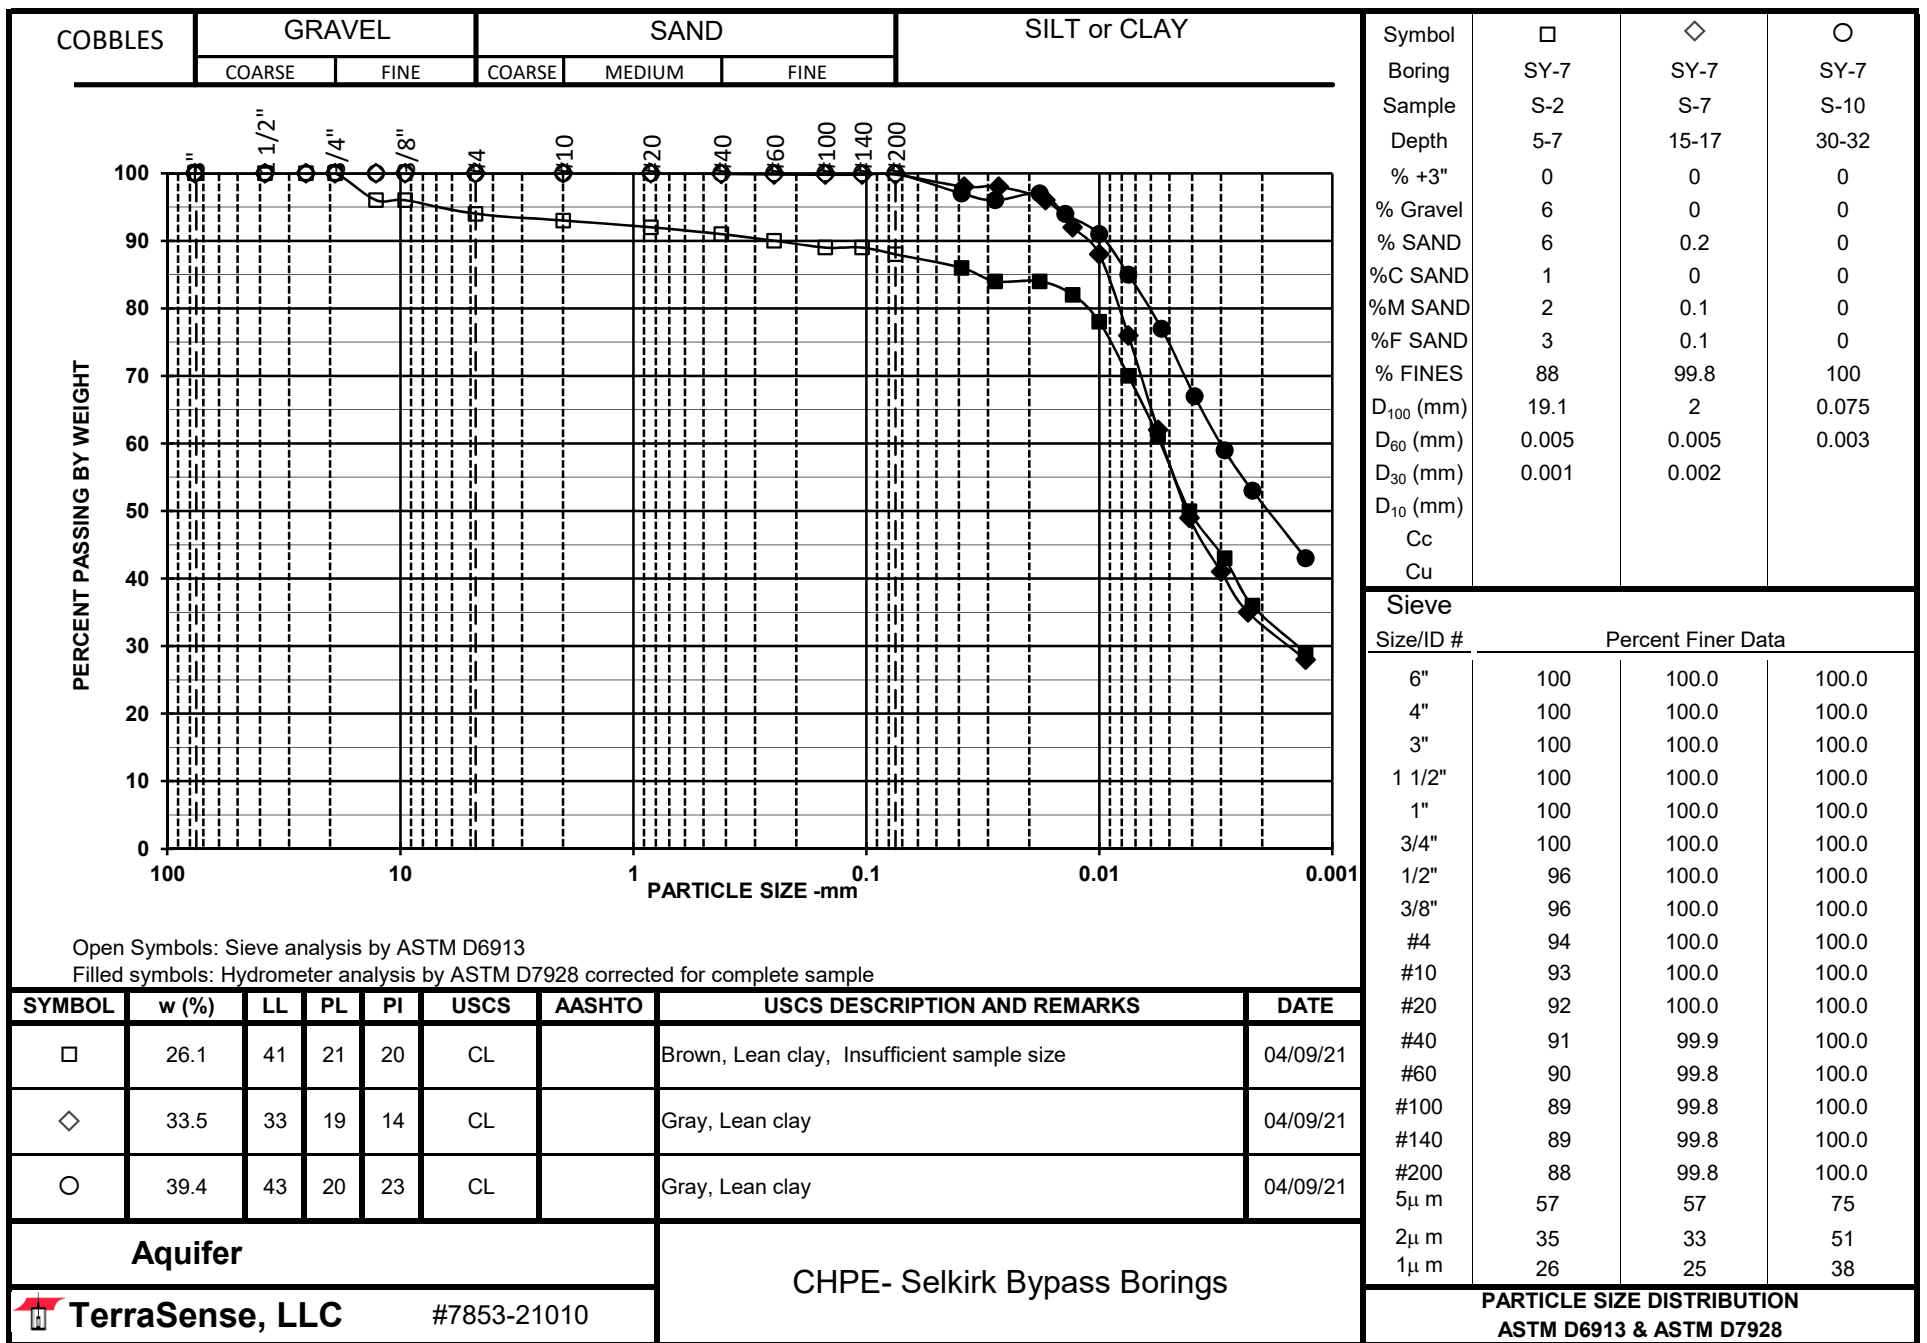 COBBLES GRAVEL SAND SILT or CLAY
COARSE FINE COARSE MEDIUM FINE
1/2" #4 #10 #20 #40 #60 #100 #140 #200
PERCENT PASSING BY WEIGHT
100
90
80
70
60
50
40
30
20
10
0
100 10 1 0.1 0.01 0.001
PARTICLE SIZE -mm
Open Symbols: Sieve analysis by ASTM D6913
Filled symbols: Hydrometer analysis by ASTM D7928 corrected for complete sample
SYMBOL w (%) LL PL PI USCS AASHTO USCS DESCRIPTION AND REMARKS DATE
□ 26.1 41 21 20 CL Brown, Lean clay, Insufficient sample size 04/09/21
◇ 33.5 33 19 14 CL Gray, Lean clay 04/09/21
○ 39.4 43 20 23 CL Gray, Lean clay 04/09/21
Aquifer
TerraSense, LLC #7853-21010
CHPE- Selkirk Bypass Borings
Symbol □ ◇ ○
Boring SY-7 SY-7 SY-7
Sample S-2 S-7 S-10
Depth 5-7 15-17 30-32
% +3" 0 0 0
% Gravel 6 0 0
% SAND 6 0.2 0
%C SAND 1 0 0
%M SAND 2 0.1 0
%F SAND 3 0.1 0
% FINES 88 99.8 100
D100 (mm) 19.1 2 0.075
D60 (mm) 0.005 0.005 0.003
D30 (mm) 0.001 0.002
D10 (mm)
Cc
Cu
Sieve
Size/ID # Percent Finer Data
6" 100 100.0 100.0
4" 100 100.0 100.0
3" 100 100.0 100.0
1 1/2" 100 100.0 100.0
1" 100 100.0 100.0
3/4" 100 100.0 100.0
1/2" 96 100.0 100.0
3/8" 96 100.0 100.0
#4 94 100.0 100.0
#10 93 100.0 100.0
#20 92 100.0 100.0
#40 91 99.9 100.0
#60 90 99.8 100.0
#100 89 99.8 100.0
#140 89 99.8 100.0
#200 88 99.8 100.0
5μ m 57 57 75
2μ m 35 33 51
1μ m 26 25 38
PARTICLE SIZE DISTRIBUTION
ASTM D6913 & ASTM D7928